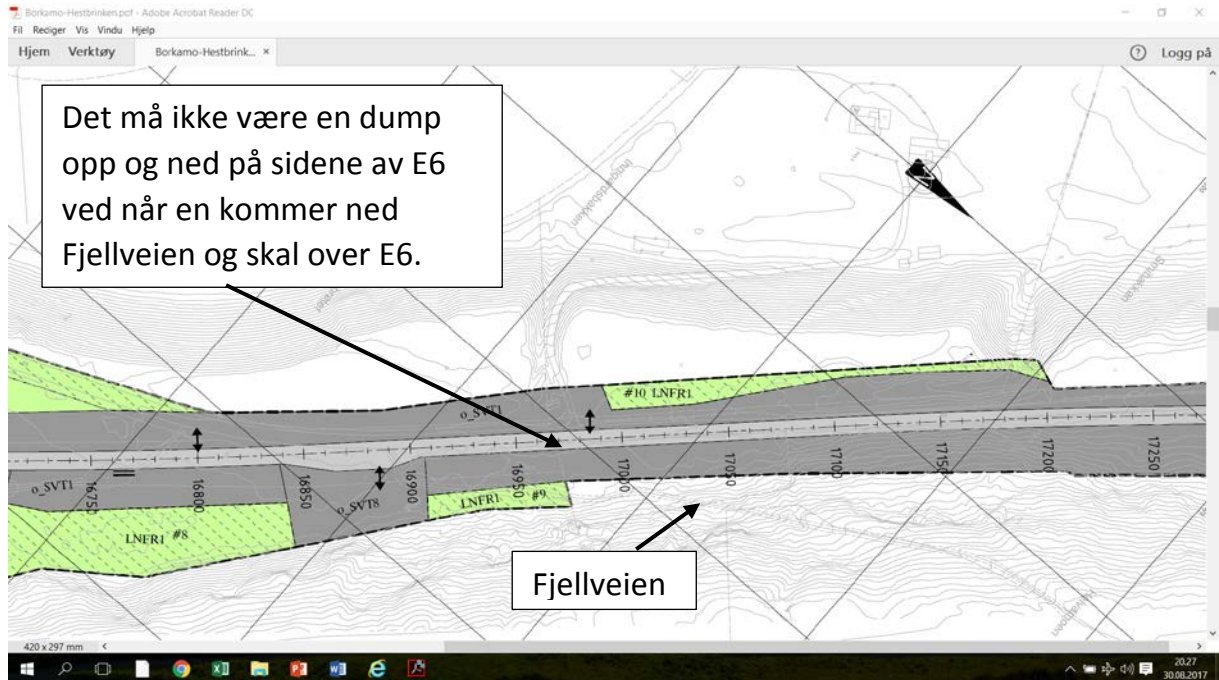 Borkamo-Hestbrinken.pdf - Adobe Acrobat Reader DC
Fil Rediger Vis Vindu Hjelp
Hjem Verktøy Borkamo-Hestbrink... × Logg på
Det må ikke være en dump
opp og ned på sidene av E6
ved når en kommer ned
Fjellveien og skal over E6.
Inngardsbakken
Smibakkan
N
#10 LNFR1
o_SVT1
o_SVT1
16750
16800
16850
16900
16950
17000
17050
17100
17150
17200
17250
o_SVT8
LNFR1 #9
LNFR1 #8
Fjellveien
420 x 297 mm
20.27
30.08.2017